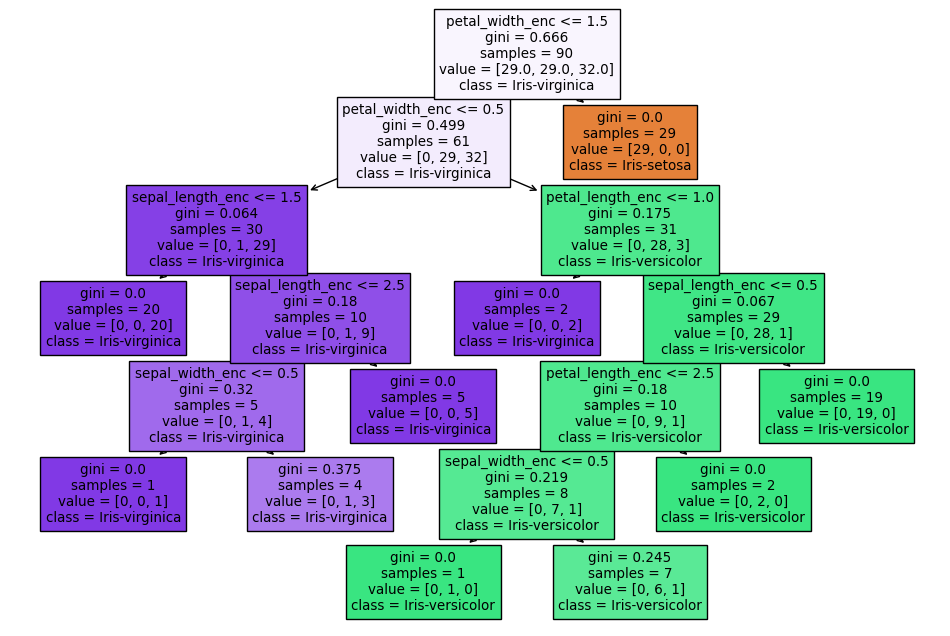 petal_width_enc <= 1.5
gini = 0.666
samples = 90
value = [29.0, 29.0, 32.0]
class = Iris-virginica
petal_width_enc <= 0.5
gini = 0.499
samples = 61
value = [0, 29, 32]
class = Iris-virginica
gini = 0.0
samples = 29
value = [29, 0, 0]
class = Iris-setosa
sepal_length_enc <= 1.5
gini = 0.064
samples = 30
value = [0, 1, 29]
class = Iris-virginica
petal_length_enc <= 1.0
gini = 0.175
samples = 31
value = [0, 28, 3]
class = Iris-versicolor
gini = 0.0
samples = 20
value = [0, 0, 20]
class = Iris-virginica
sepal_length_enc <= 2.5
gini = 0.18
samples = 10
value = [0, 1, 9]
class = Iris-virginica
gini = 0.0
samples = 2
value = [0, 0, 2]
class = Iris-virginica
sepal_length_enc <= 0.5
gini = 0.067
samples = 29
value = [0, 28, 1]
class = Iris-versicolor
sepal_width_enc <= 0.5
gini = 0.32
samples = 5
value = [0, 1, 4]
class = Iris-virginica
gini = 0.0
samples = 5
value = [0, 0, 5]
class = Iris-virginica
petal_length_enc <= 2.5
gini = 0.18
samples = 10
value = [0, 9, 1]
class = Iris-versicolor
gini = 0.0
samples = 19
value = [0, 19, 0]
class = Iris-versicolor
gini = 0.0
samples = 1
value = [0, 0, 1]
class = Iris-virginica
gini = 0.375
samples = 4
value = [0, 1, 3]
class = Iris-virginica
sepal_width_enc <= 0.5
gini = 0.219
samples = 8
value = [0, 7, 1]
class = Iris-versicolor
gini = 0.0
samples = 2
value = [0, 2, 0]
class = Iris-versicolor
gini = 0.0
samples = 1
value = [0, 1, 0]
class = Iris-versicolor
gini = 0.245
samples = 7
value = [0, 6, 1]
class = Iris-versicolor